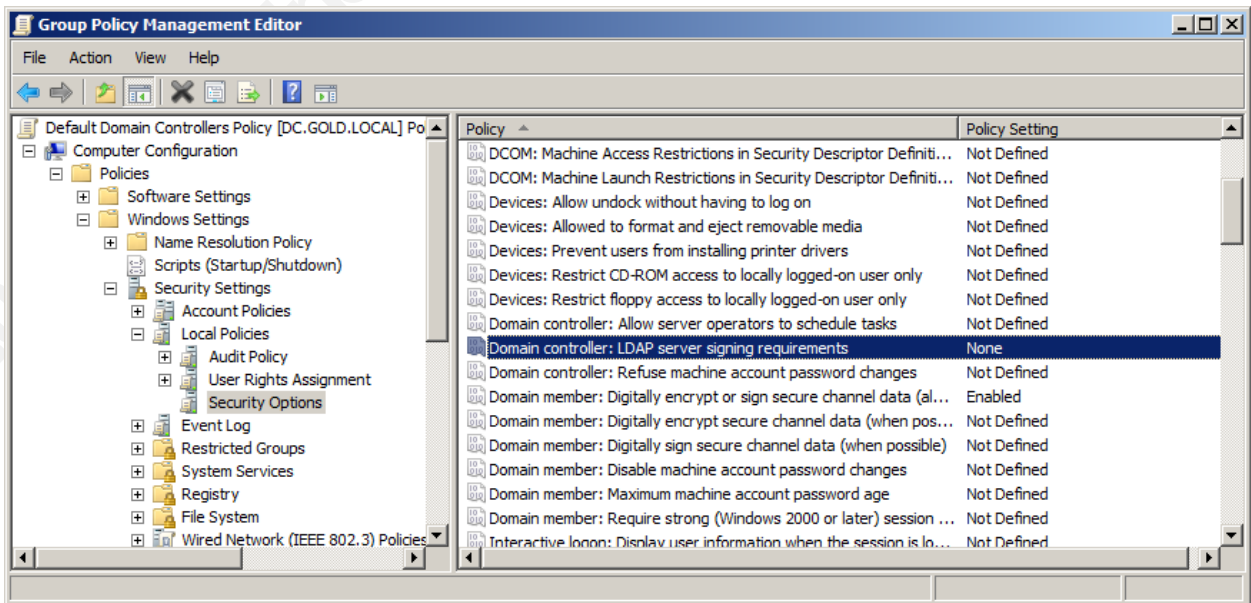 Group Policy Management Editor
File Action View Help
Default Domain Controllers Policy [DC.GOLD.LOCAL] Po
Computer Configuration
Policies
Software Settings
Windows Settings
Name Resolution Policy
Scripts (Startup/Shutdown)
Security Settings
Account Policies
Local Policies
Audit Policy
User Rights Assignment
Security Options
Event Log
Restricted Groups
System Services
Registry
File System
Wired Network (IEEE 802.3) Policies
Policy Policy Setting
DCOM: Machine Access Restrictions in Security Descriptor Definiti... Not Defined
DCOM: Machine Launch Restrictions in Security Descriptor Definiti... Not Defined
Devices: Allow undock without having to log on Not Defined
Devices: Allowed to format and eject removable media Not Defined
Devices: Prevent users from installing printer drivers Not Defined
Devices: Restrict CD-ROM access to locally logged-on user only Not Defined
Devices: Restrict floppy access to locally logged-on user only Not Defined
Domain controller: Allow server operators to schedule tasks Not Defined
Domain controller: LDAP server signing requirements None
Domain controller: Refuse machine account password changes Not Defined
Domain member: Digitally encrypt or sign secure channel data (al... Enabled
Domain member: Digitally encrypt secure channel data (when pos... Not Defined
Domain member: Digitally sign secure channel data (when possible) Not Defined
Domain member: Disable machine account password changes Not Defined
Domain member: Maximum machine account password age Not Defined
Domain member: Require strong (Windows 2000 or later) session ... Not Defined
Interactive logon: Display user information when the session is lo... Not Defined